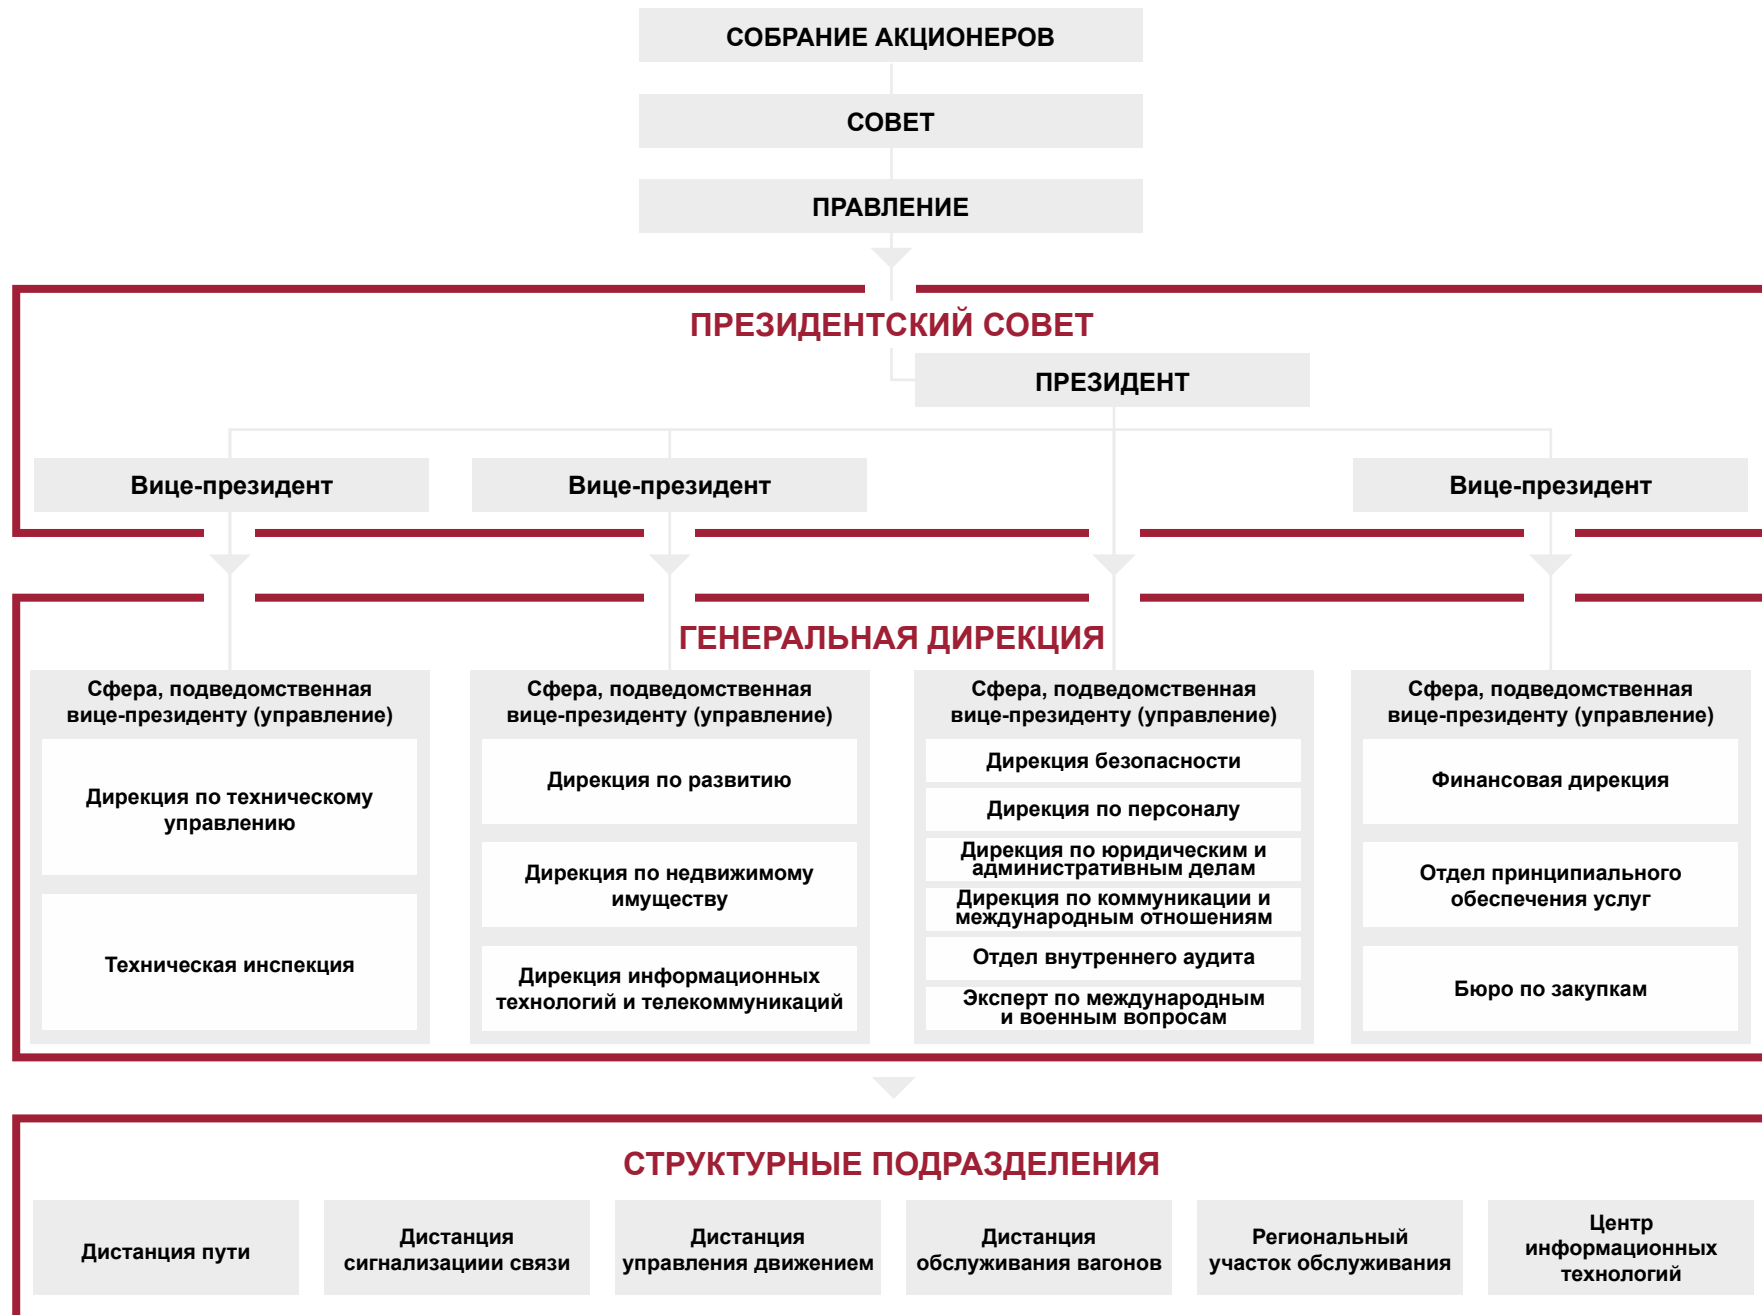 СОБРАНИЕ АКЦИОНЕРОВ
СОВЕТ
ПРАВЛЕНИЕ
ПРЕЗИДЕНТСКИЙ СОВЕТ
ПРЕЗИДЕНТ
Вице-президент
Вице-президент
Вице-президент
ГЕНЕРАЛЬНАЯ ДИРЕКЦИЯ
Сфера, подведомственная
вице-президенту (управление)
Дирекция по техническому
управлению
Техническая инспекция
Сфера, подведомственная
вице-президенту (управление)
Дирекция по развитию
Дирекция по недвижимому
имуществу
Дирекция информационных
технологий и телекоммуникаций
Сфера, подведомственная
вице-президенту (управление)
Дирекция безопасности
Дирекция по персоналу
Дирекция по юридическим и
административным делам
Дирекция по коммуникации и
международным отношениям
Отдел внутреннего аудита
Эксперт по международным
и военным вопросам
Сфера, подведомственная
вице-президенту (управление)
Финансовая дирекция
Отдел принципиального
обеспечения услуг
Бюро по закупкам
СТРУКТУРНЫЕ ПОДРАЗДЕЛЕНИЯ
Дистанция пути
Дистанция
сигнализациии связи
Дистанция
управления движением
Дистанция
обслуживания вагонов
Региональный
участок обслуживания
Центр
информационных
технологий